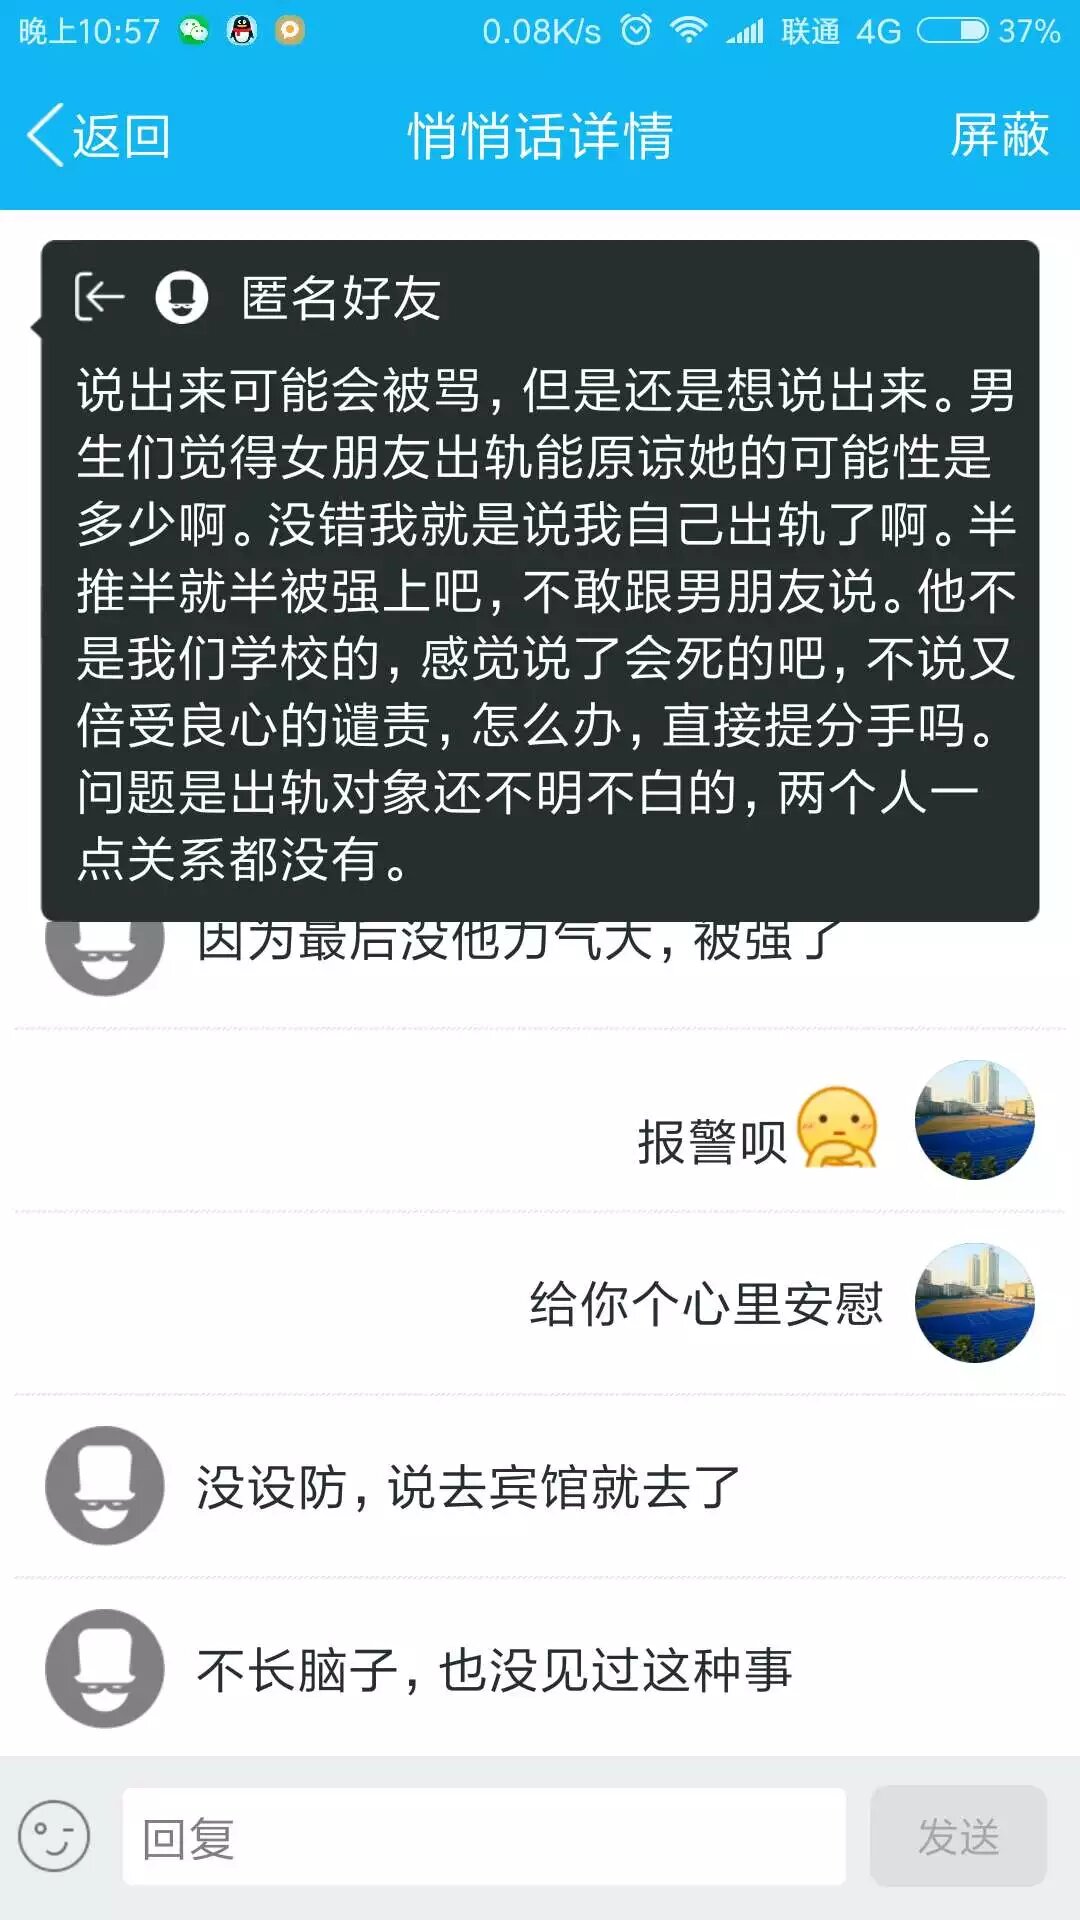 晚上10:57 0.08K/s 联通 4G 37%
返回 悄悄话详情 屏蔽
匿名好友
说出来可能会被骂，但是还是想说出来。男
生们觉得女朋友出轨能原谅她的可能性是
多少啊。没错我就是说我自己出轨了啊。半
推半就半被强上吧，不敢跟男朋友说。他不
是我们学校的，感觉说了会死的吧，不说又
倍受良心的谴责，怎么办，直接提分手吗。
问题是出轨对象还不明不白的，两个人一
点关系都没有。
因为最后没他力气大，被强了
报警呗
给你个心里安慰
没设防，说去宾馆就去了
不长脑子，也没见过这种事
回复 发送